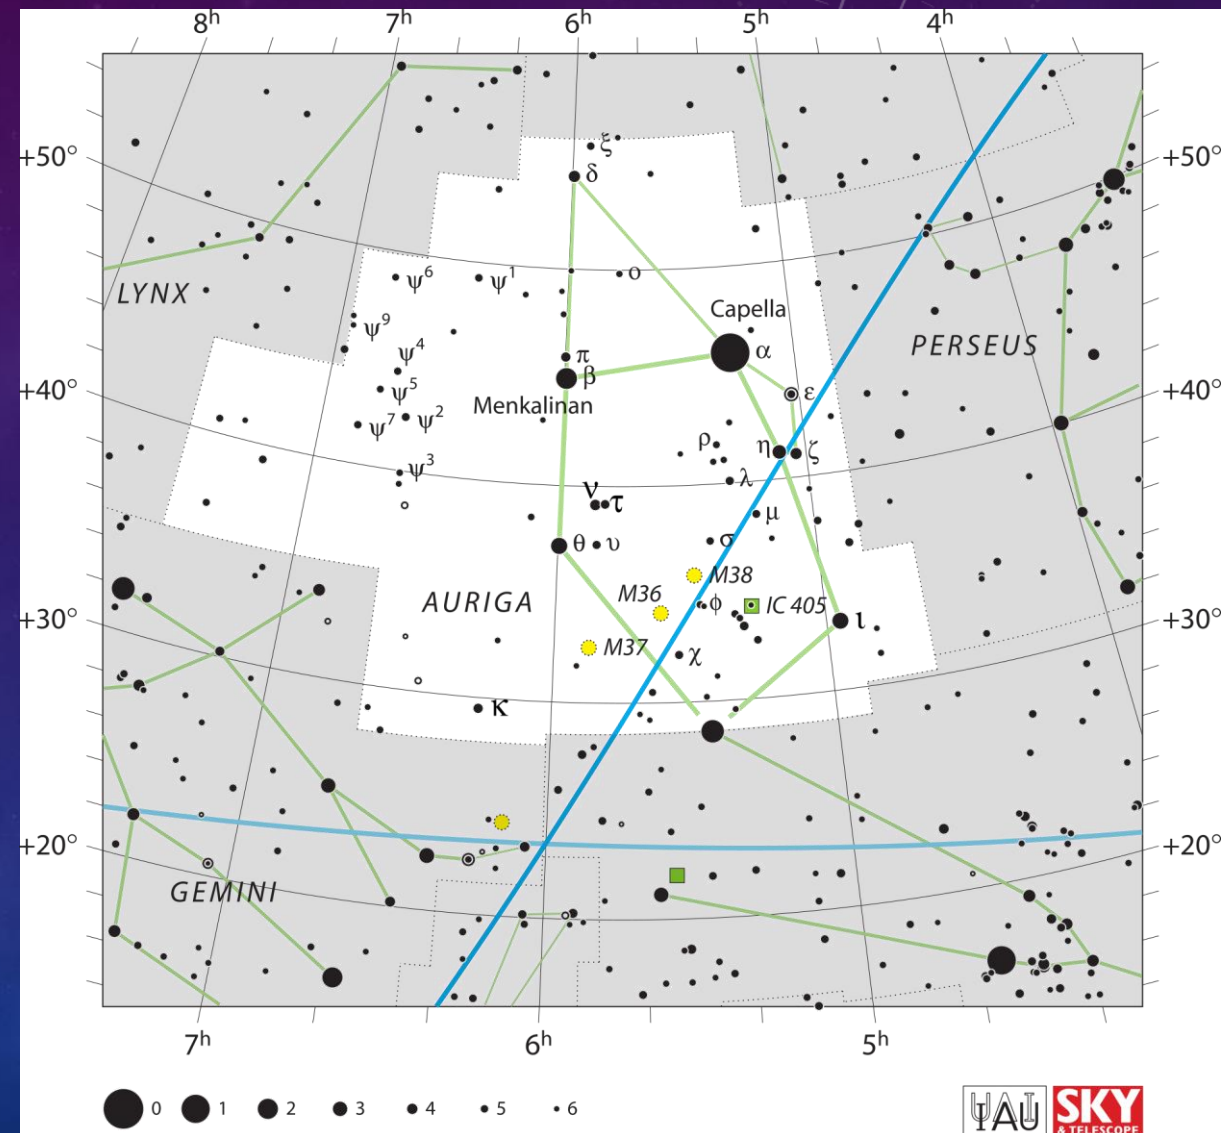 8h 7h 6h 5h 4h
+50° +50°
ξ
δ
ψ⁶ ψ¹ ο
LYNX
Capella
ψ⁹
α PERSEUS
ψ⁴ π
+40° ψ⁵ β ε +40°
Menkalinan
ψ⁷ ψ²
ρ η ζ
ψ³ λ
ν τ
μ
θ υ σ
M38
M36 φ IC 405
AURIGA
+30° ι +30°
M37 χ
κ
+20° +20°
GEMINI
7h 6h 5h
0 1 2 3 4 5 6
IAU SKY
& TELESCOPE